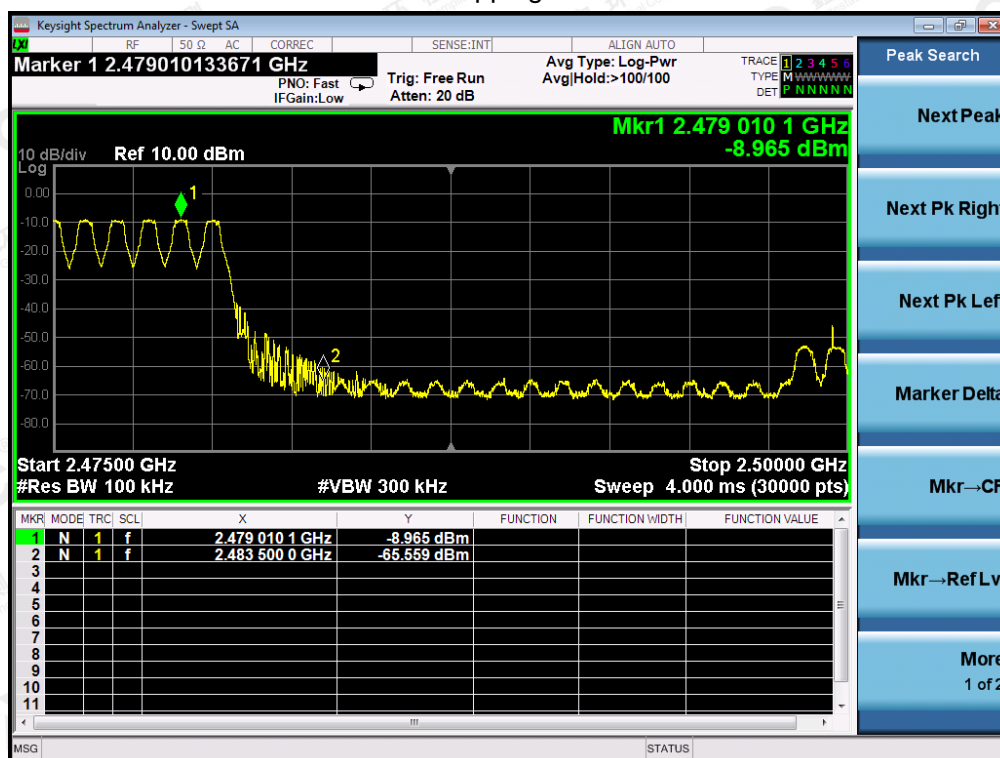 pping
Keysight Spectrum Analyzer - Swept SA
LXI RF 50 Ω AC CORREC SENSE:INT ALIGN AUTO
Marker 1 2.479010133671 GHz
PNO: Fast
IFGain:Low
Trig: Free Run
Atten: 20 dB
Avg Type: Log-Pwr
Avg|Hold:>100/100
TRACE 1 2 3 4 5 6
TYPE M WWWWW
DET P N N N N N
Peak Search
Next Peak
Next Pk Right
Next Pk Lef
Marker Delta
Mkr→CF
Mkr→Ref Lv
More
1 of 2
Mkr1 2.479 010 1 GHz
-8.965 dBm
10 dB/div Ref 10.00 dBm
Log
0.00
-10.0
-20.0
-30.0
-40.0
-50.0
-60.0
-70.0
-80.0
1
2
Start 2.47500 GHz Stop 2.50000 GHz
#Res BW 100 kHz #VBW 300 kHz Sweep 4.000 ms (30000 pts)
MKR MODE TRC SCL X Y FUNCTION FUNCTION WIDTH FUNCTION VALUE
1 N 1 f 2.479 010 1 GHz -8.965 dBm
2 N 1 f 2.483 500 0 GHz -65.559 dBm
3
4
5
6
7
8
9
10
11
MSG STATUS